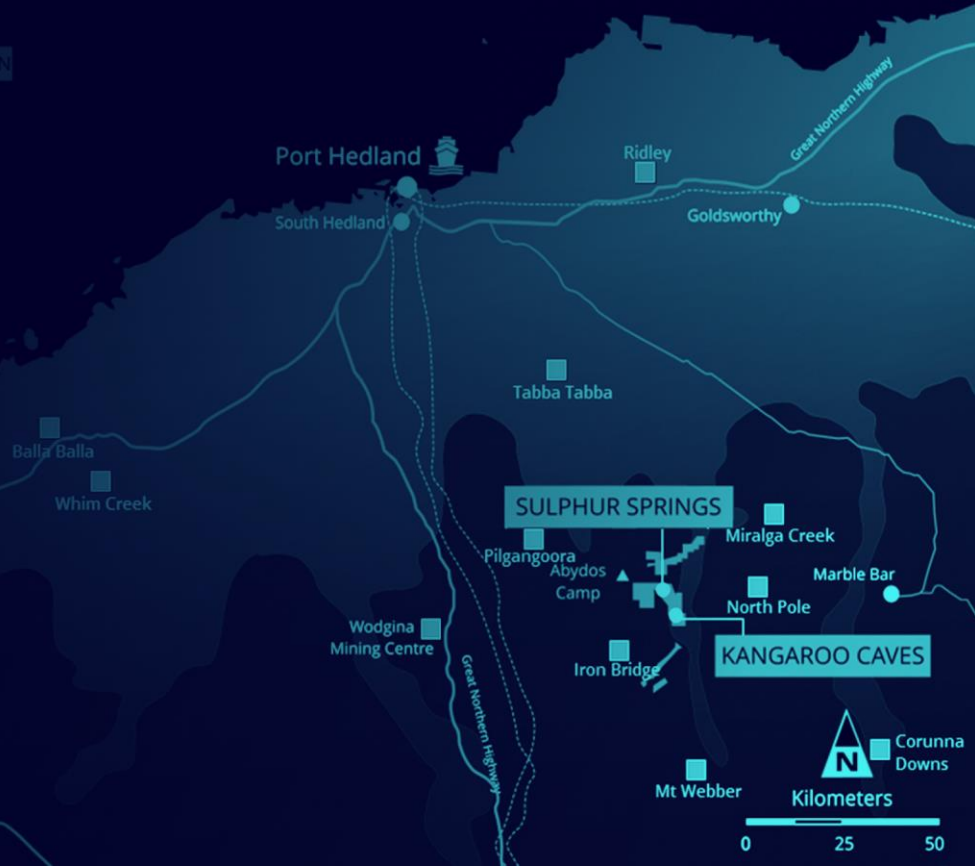 N
Great Northern Highway
Port Hedland
Ridley
South Hedland
Goldsworthy
Tabba Tabba
Balla Balla
Whim Creek
SULPHUR SPRINGS
Miralga Creek
Pilgangoora
Abydos
Camp
Marble Bar
North Pole
Wodgina
Mining Centre
KANGAROO CAVES
Iron Bridge
Great Northern Highway
Corunna
Downs
N
Mt Webber
Kilometers
0 25 50